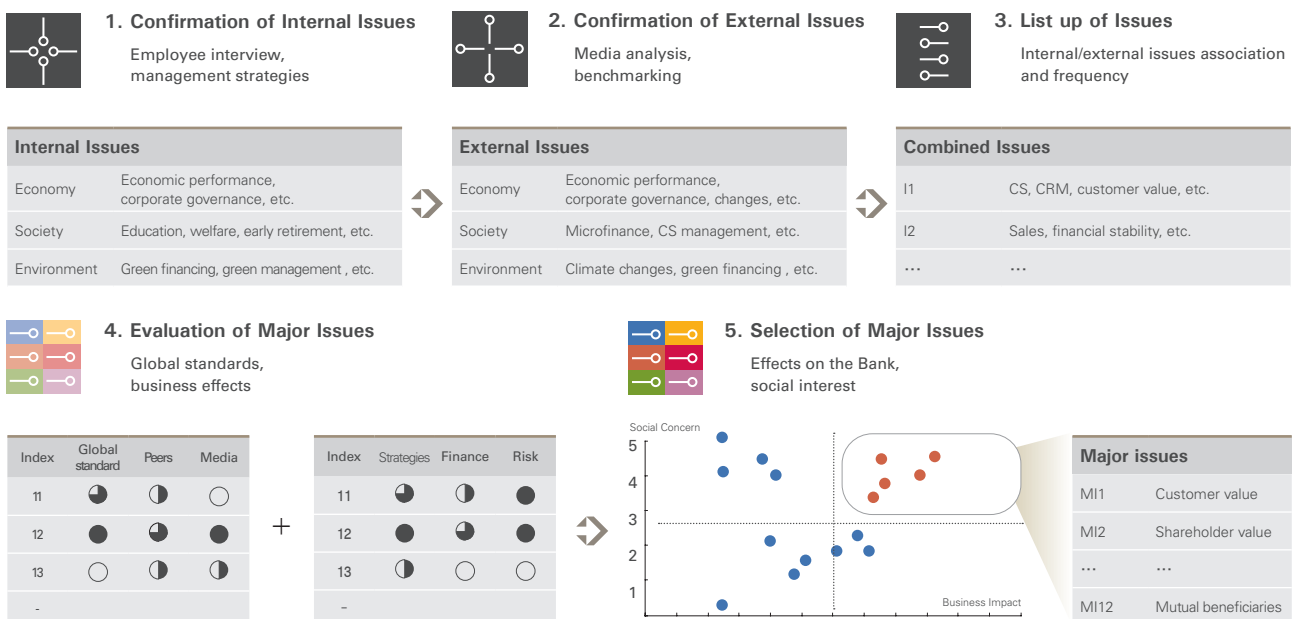 1. Confirmation of Internal Issues
Employee interview,
management strategies
2. Confirmation of External Issues
Media analysis,
benchmarking
3. List up of Issues
Internal/external issues association
and frequency
Internal Issues
Economy
Economic performance,
corporate governance, etc.
Society
Education, welfare, early retirement, etc.
Environment
Green financing, green management , etc.
External Issues
Economy
Economic performance,
corporate governance, changes, etc.
Society
Microfinance, CS management, etc.
Environment
Climate changes, green financing , etc.
Combined Issues
I1 CS, CRM, customer value, etc.
I2 Sales, financial stability, etc.
... ...
4. Evaluation of Major Issues
Global standards,
business effects
5. Selection of Major Issues
Effects on the Bank,
social interest
Index Global standard Peers Media
11
12
13
-
+
Index Strategies Finance Risk
11
12
13
–
Social Concern
5
4
3
2
1
Business Impact
Major issues
MI1 Customer value
MI2 Shareholder value
... ...
MI12 Mutual beneficiaries